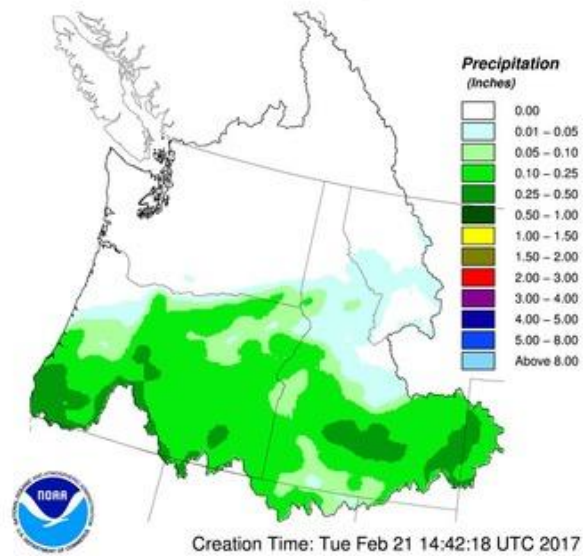 Precipitation
(Inches)
0.00
0.01 – 0.05
0.05 – 0.10
0.10 – 0.25
0.25 – 0.50
0.50 – 1.00
1.00 – 1.50
1.50 – 2.00
2.00 – 3.00
3.00 – 4.00
4.00 – 5.00
5.00 – 8.00
Above 8.00
NOAA
Creation Time: Tue Feb 21 14:42:18 UTC 2017